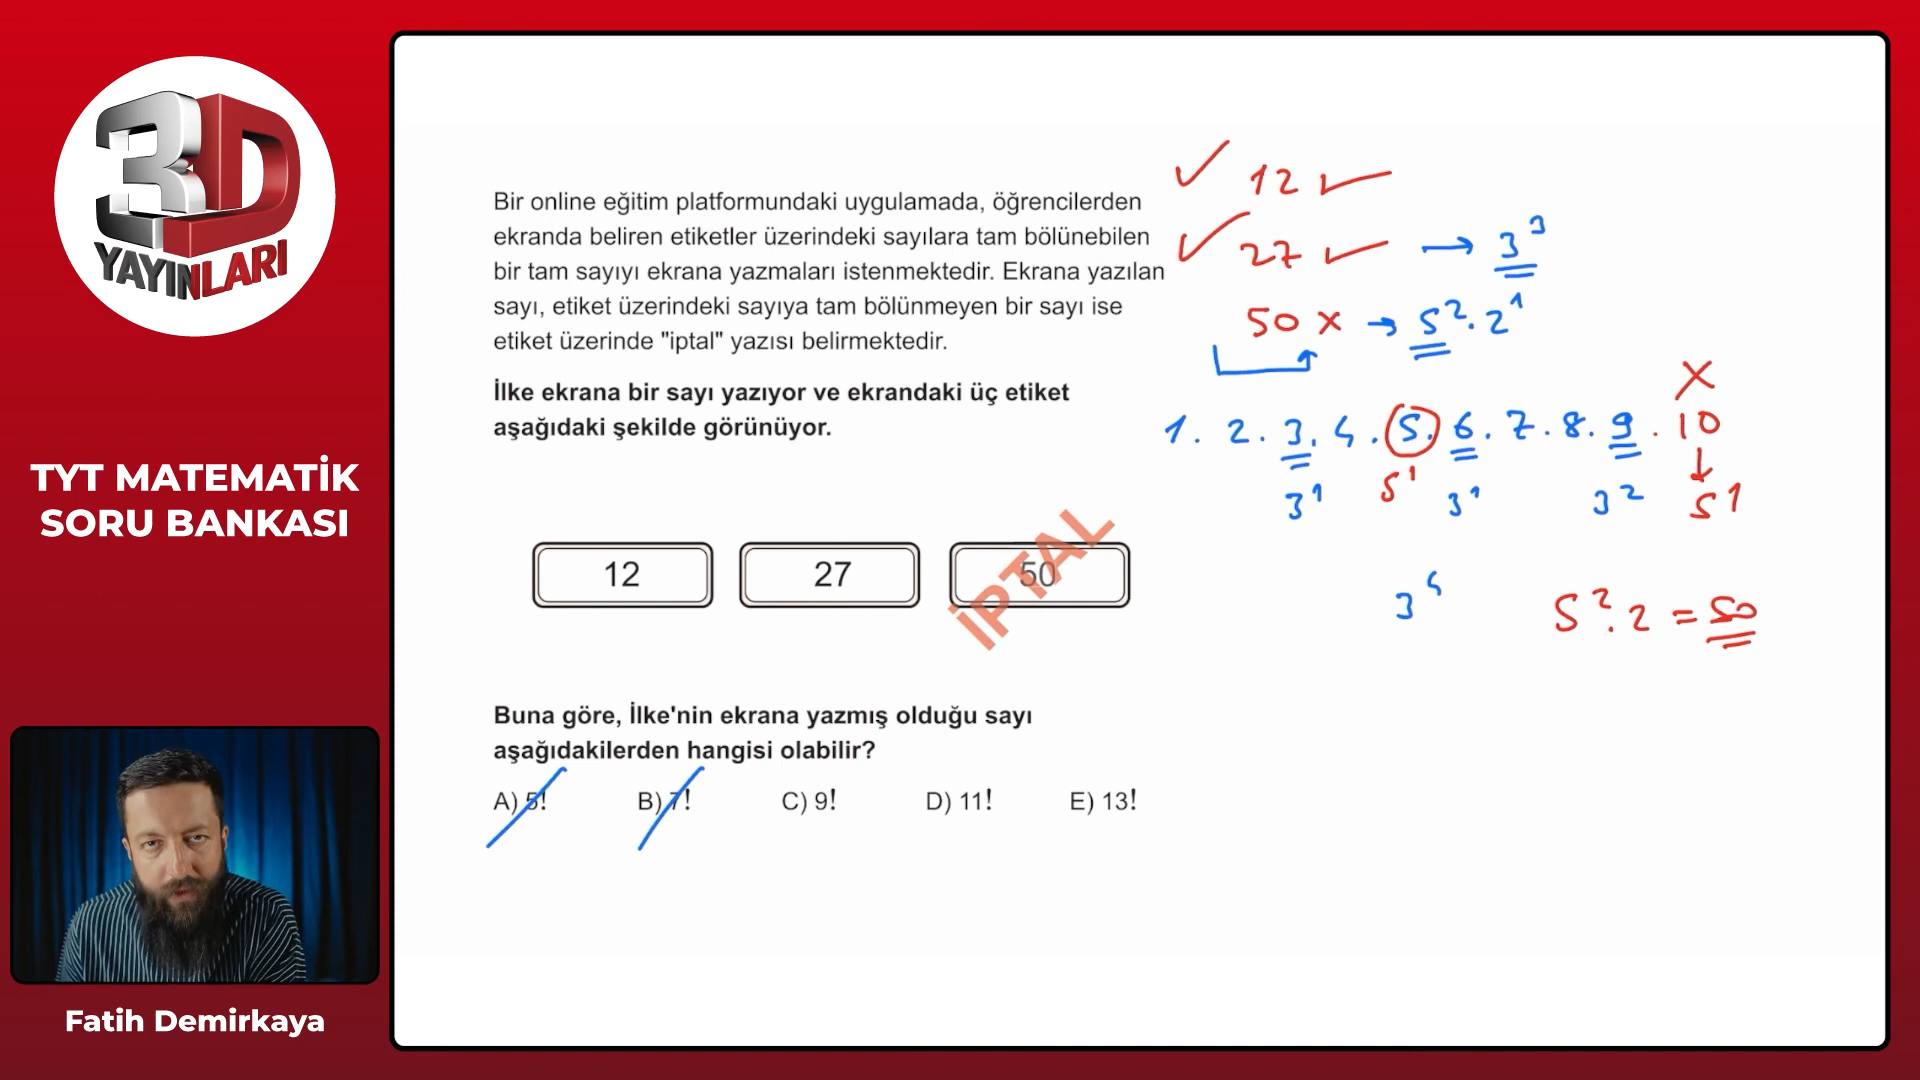 3D
YAYINLARI
TYT MATEMATİK
SORU BANKASI
Fatih Demirkaya
Bir online eğitim platformundaki uygulamada, öğrencilerden
ekranda beliren etiketler üzerindeki sayılara tam bölünebilen
bir tam sayıyı ekrana yazmaları istenmektedir. Ekrana yazılan
sayı, etiket üzerindeki sayıya tam bölünmeyen bir sayı ise
etiket üzerinde "iptal" yazısı belirmektedir.
İlke ekrana bir sayı yazıyor ve ekrandaki üç etiket
aşağıdaki şekilde görünüyor.
12 27 50
İPTAL
Buna göre, İlke'nin ekrana yazmış olduğu sayı
aşağıdakilerden hangisi olabilir?
A) 5! B) 7! C) 9! D) 11! E) 13!
✓ 12 ✓
✓ 27 ✓ → 3³
50 x → 5².2¹
x
1.2.3.4.5.6.7.8.9.10
3¹ 5¹ 3¹ 3² 5¹
5².2 = 50